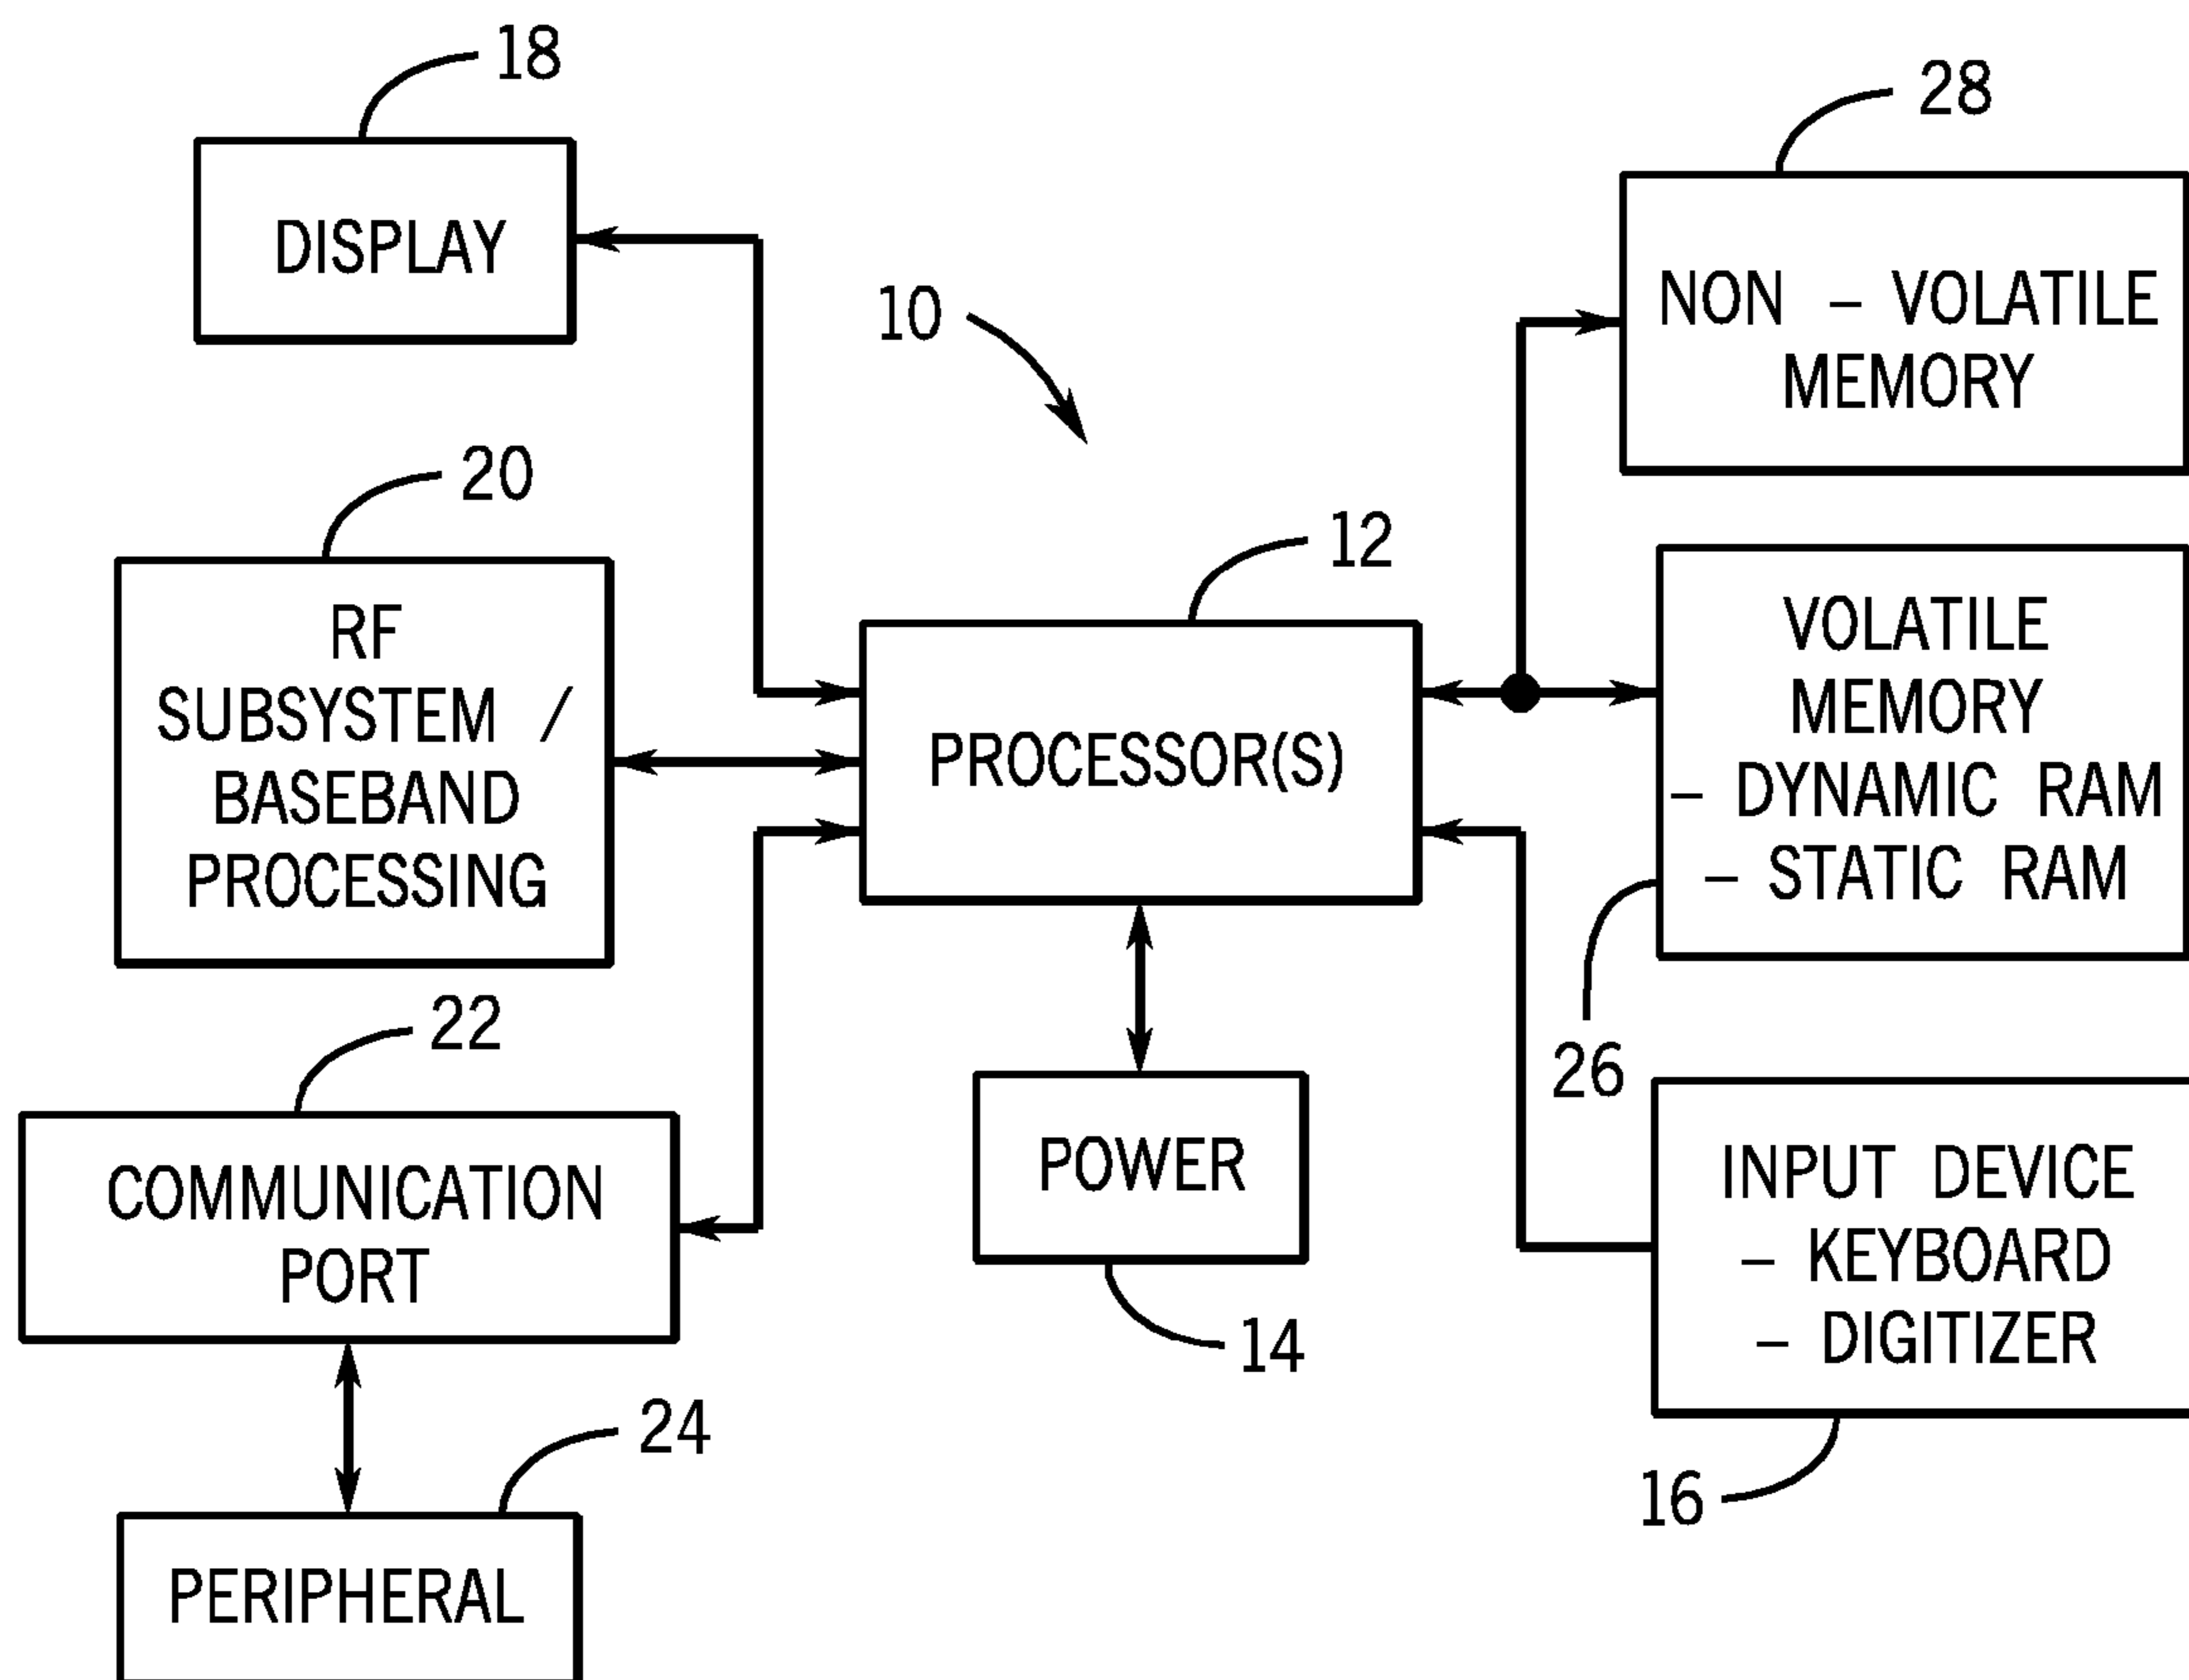 18
DISPLAY
10
28
NON - VOLATILE
MEMORY
20
RF
SUBSYSTEM /
BASEBAND
PROCESSING
12
PROCESSOR(S)
VOLATILE
MEMORY
- DYNAMIC RAM
- STATIC RAM
26
22
COMMUNICATION
PORT
POWER
14
INPUT DEVICE
- KEYBOARD
- DIGITIZER
16
24
PERIPHERAL